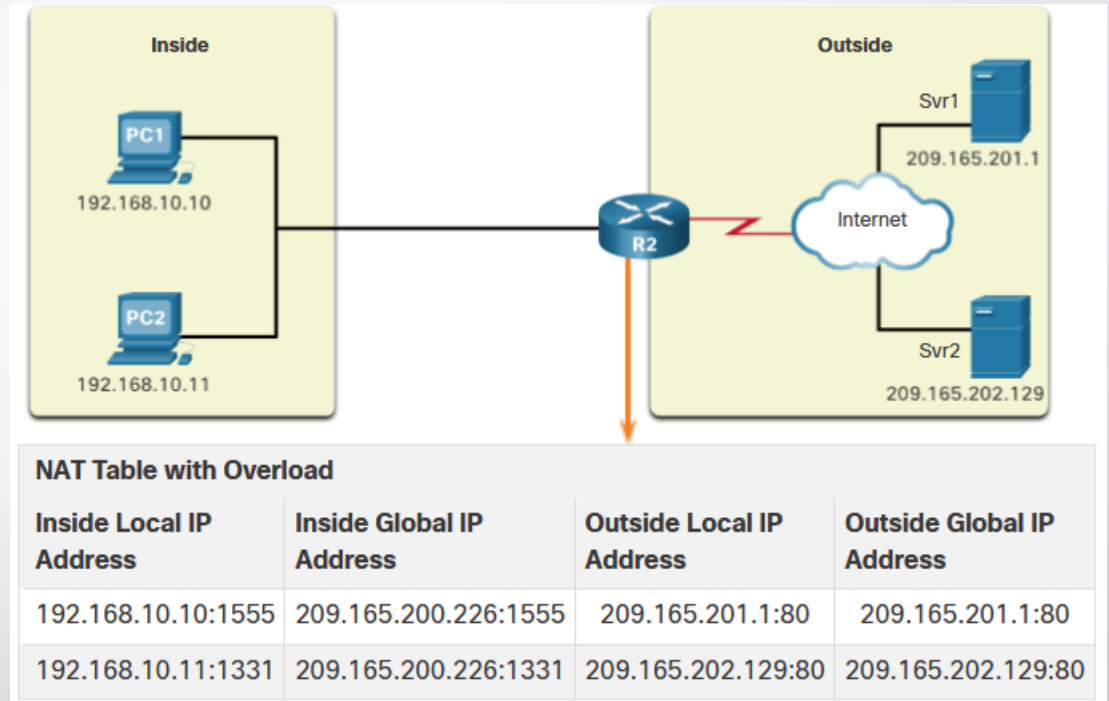 Inside
Outside
PC1
192.168.10.10
PC2
192.168.10.11
R2
Internet
Svr1
209.165.201.1
Svr2
209.165.202.129
NAT Table with Overload
Inside Local IP Address
Inside Global IP Address
Outside Local IP Address
Outside Global IP Address
192.168.10.10:1555 209.165.200.226:1555 209.165.201.1:80 209.165.201.1:80
192.168.10.11:1331 209.165.200.226:1331 209.165.202.129:80 209.165.202.129:80